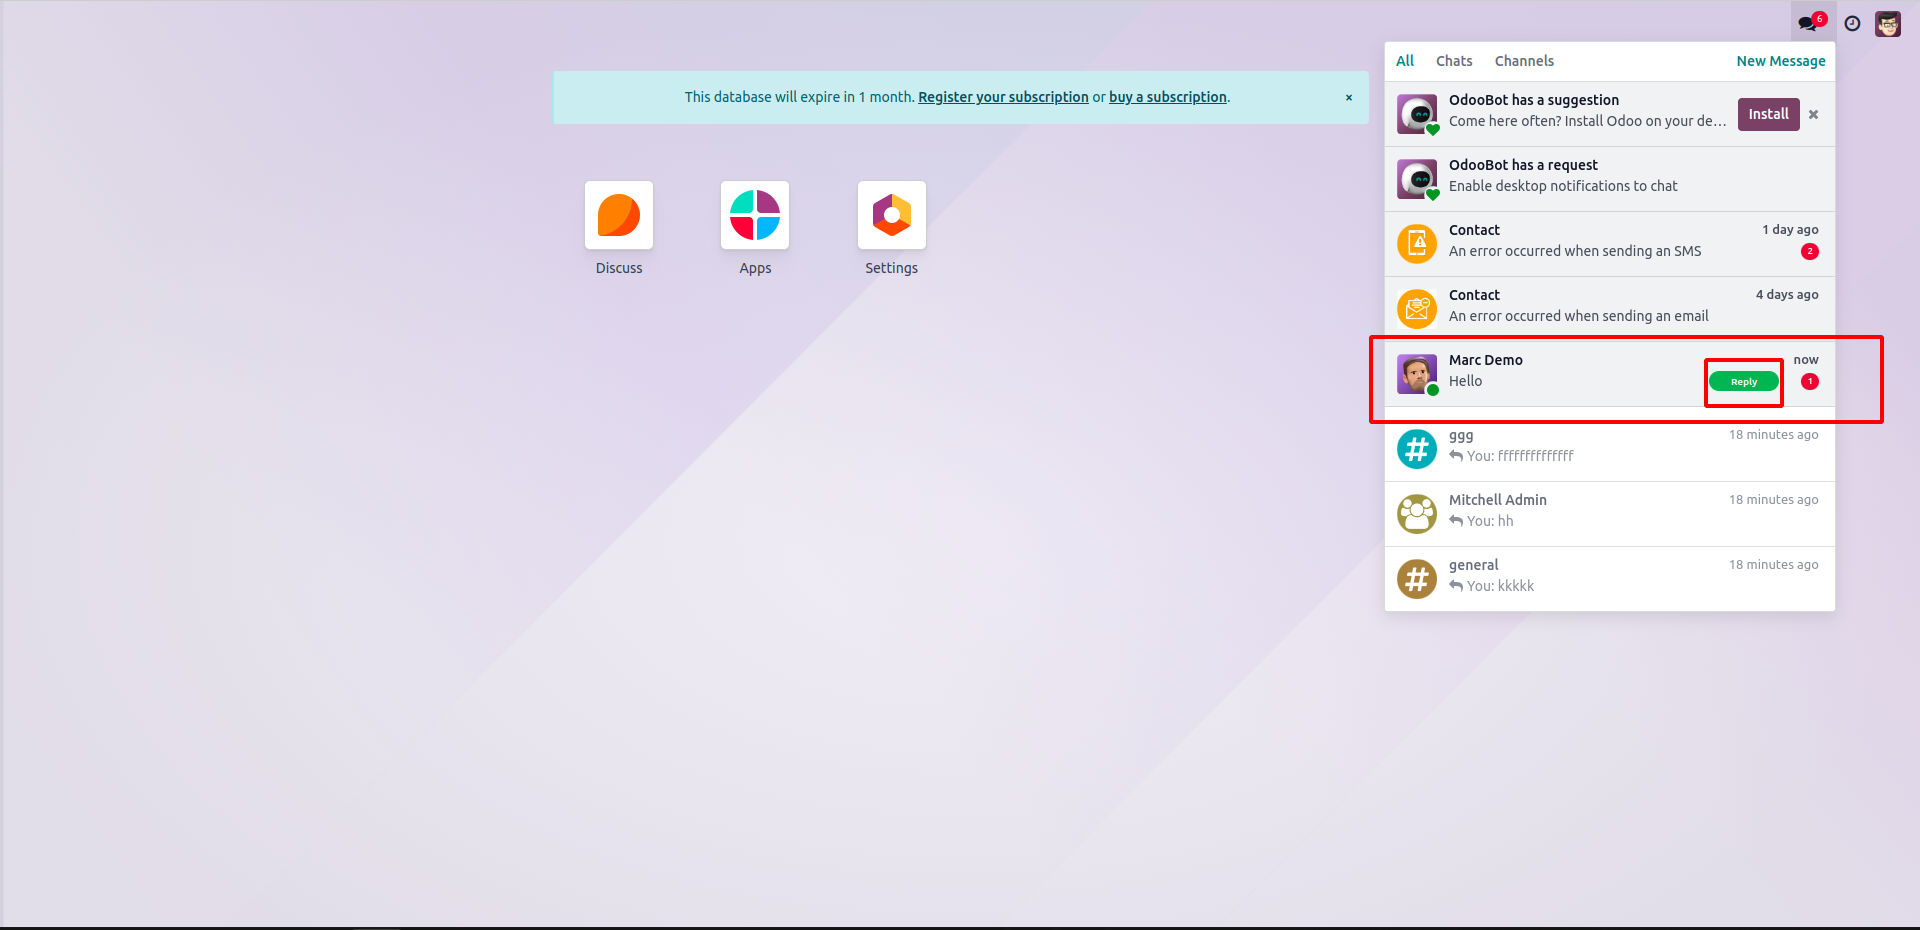 6
All Chats Channels New Message
This database will expire in 1 month. Register your subscription or buy a subscription. ×
OdooBot has a suggestion
Come here often? Install Odoo on your de... Install ×
OdooBot has a request
Enable desktop notifications to chat
Contact 1 day ago
An error occurred when sending an SMS 2
Contact 4 days ago
An error occurred when sending an email
Marc Demo now
Hello Reply 1
ggg 18 minutes ago
You: ffffffffffffff
Mitchell Admin 18 minutes ago
You: hh
general 18 minutes ago
You: kkkkk
Discuss Apps Settings